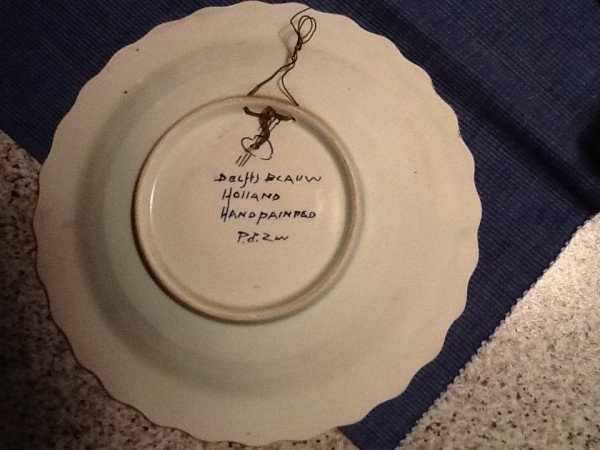 Delfts Blauw
Holland
Handpainted
P.d.Zw